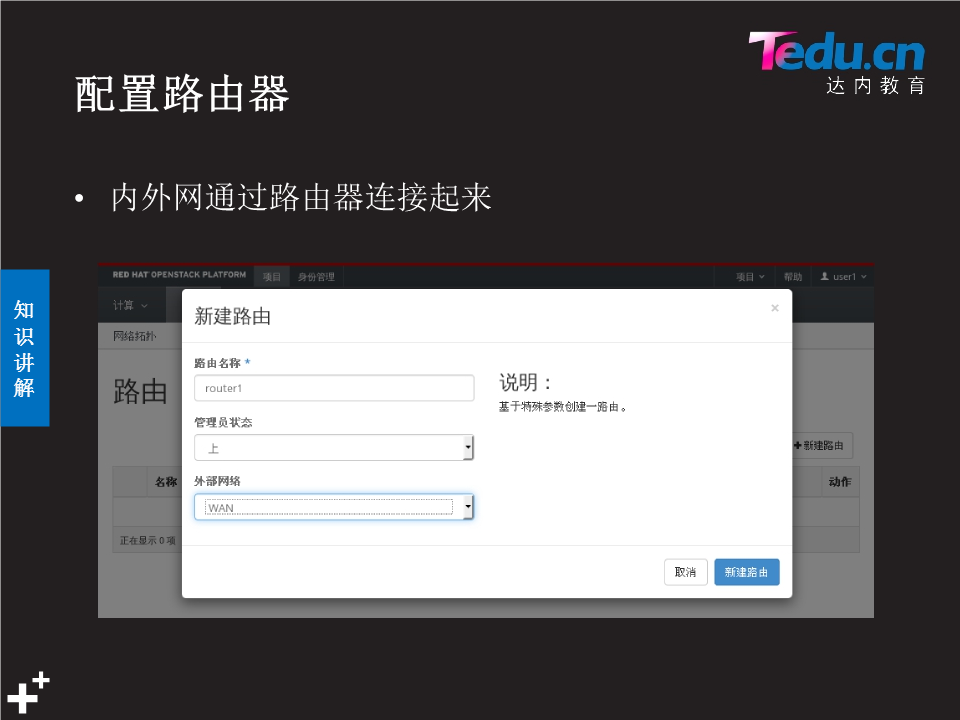 Tedu.cn
达内教育
配置路由器
• 内外网通过路由器连接起来
知识讲解
RED HAT OPENSTACK PLATFORM 项目 身份管理 项目 帮助 user1
计算
网络拓扑
路由
新建路由
×
路由名称 *
router1
管理员状态
上
外部网络
WAN
说明：
基于特殊参数创建一路由。
+新建路由
名称 动作
正在显示 0 项
取消 新建路由